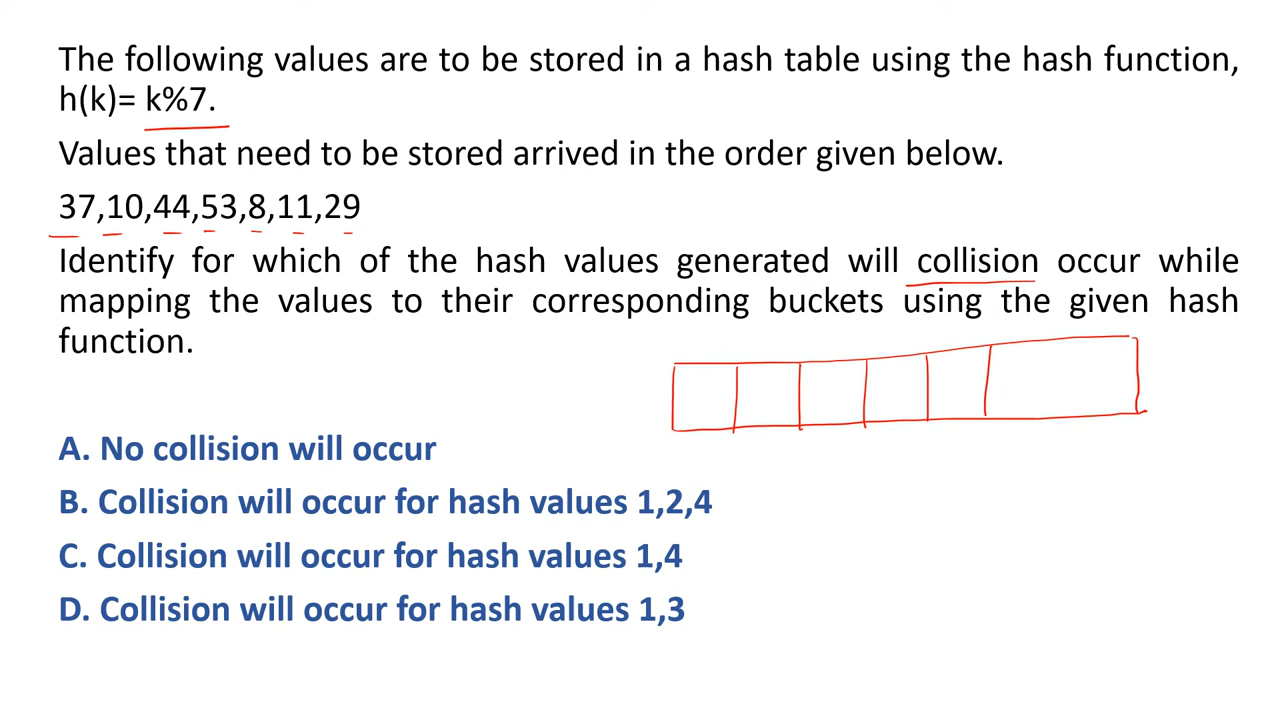 The following values are to be stored in a hash table using the hash function,
h(k)= k%7.
Values that need to be stored arrived in the order given below.
37,10,44,53,8,11,29
Identify for which of the hash values generated will collision occur while
mapping the values to their corresponding buckets using the given hash
function.
A. No collision will occur
B. Collision will occur for hash values 1,2,4
C. Collision will occur for hash values 1,4
D. Collision will occur for hash values 1,3